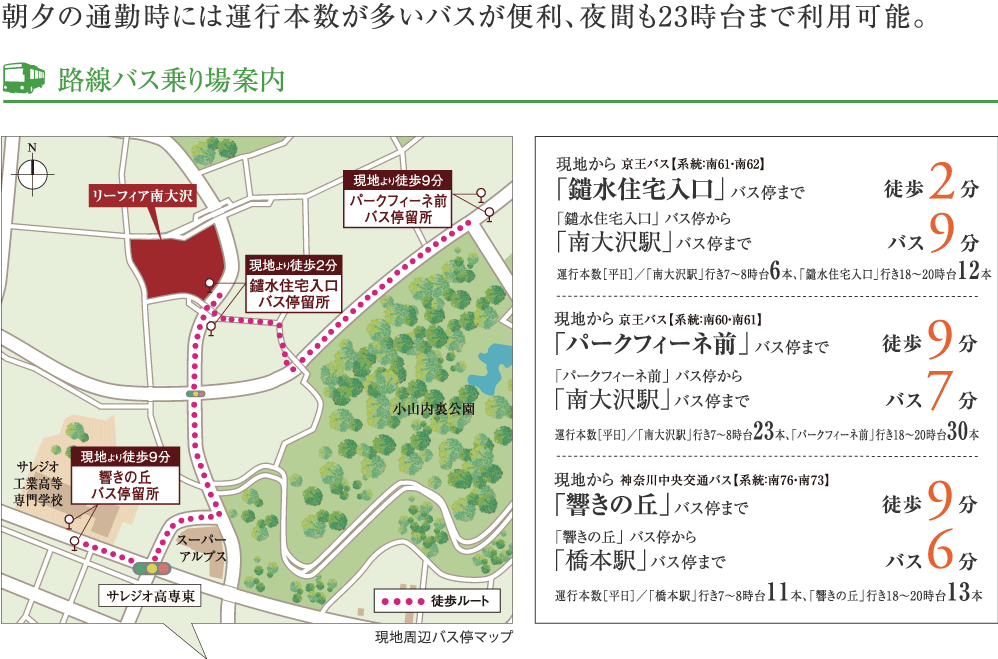 朝夕の通勤時には運行本数が多いバスが便利、夜間も23時台まで利用可能。
路線バス乗り場案内
N
リーフィア南大沢
現地より徒歩9分
パークフィーネ前
バス停留所
現地より徒歩2分
鑓水住宅入口
バス停留所
小山内裏公園
サレジオ
工業高等
専門学校
現地より徒歩9分
響きの丘
バス停留所
スーパー
アルプス
サレジオ高専東
徒歩ルート
現地周辺バス停マップ
現地から 京王バス【系統:南61・南62】
「鑓水住宅入口」バス停まで 徒歩2分
「鑓水住宅入口」バス停から
「南大沢駅」バス停まで バス9分
運行本数[平日]/「南大沢駅」行き7~8時台6本、「鑓水住宅入口」行き18~20時台12本
現地から 京王バス【系統:南60・南61】
「パークフィーネ前」バス停まで 徒歩9分
「パークフィーネ前」バス停から
「南大沢駅」バス停まで バス7分
運行本数[平日]/「南大沢駅」行き7~8時台23本、「パークフィーネ前」行き18~20時台30本
現地から 神奈川中央交通バス【系統:南76・南73】
「響きの丘」バス停まで 徒歩9分
「響きの丘」バス停から
「橋本駅」バス停まで バス6分
運行本数[平日]/「橋本駅」行き7~8時台11本、「響きの丘」行き18~20時台13本